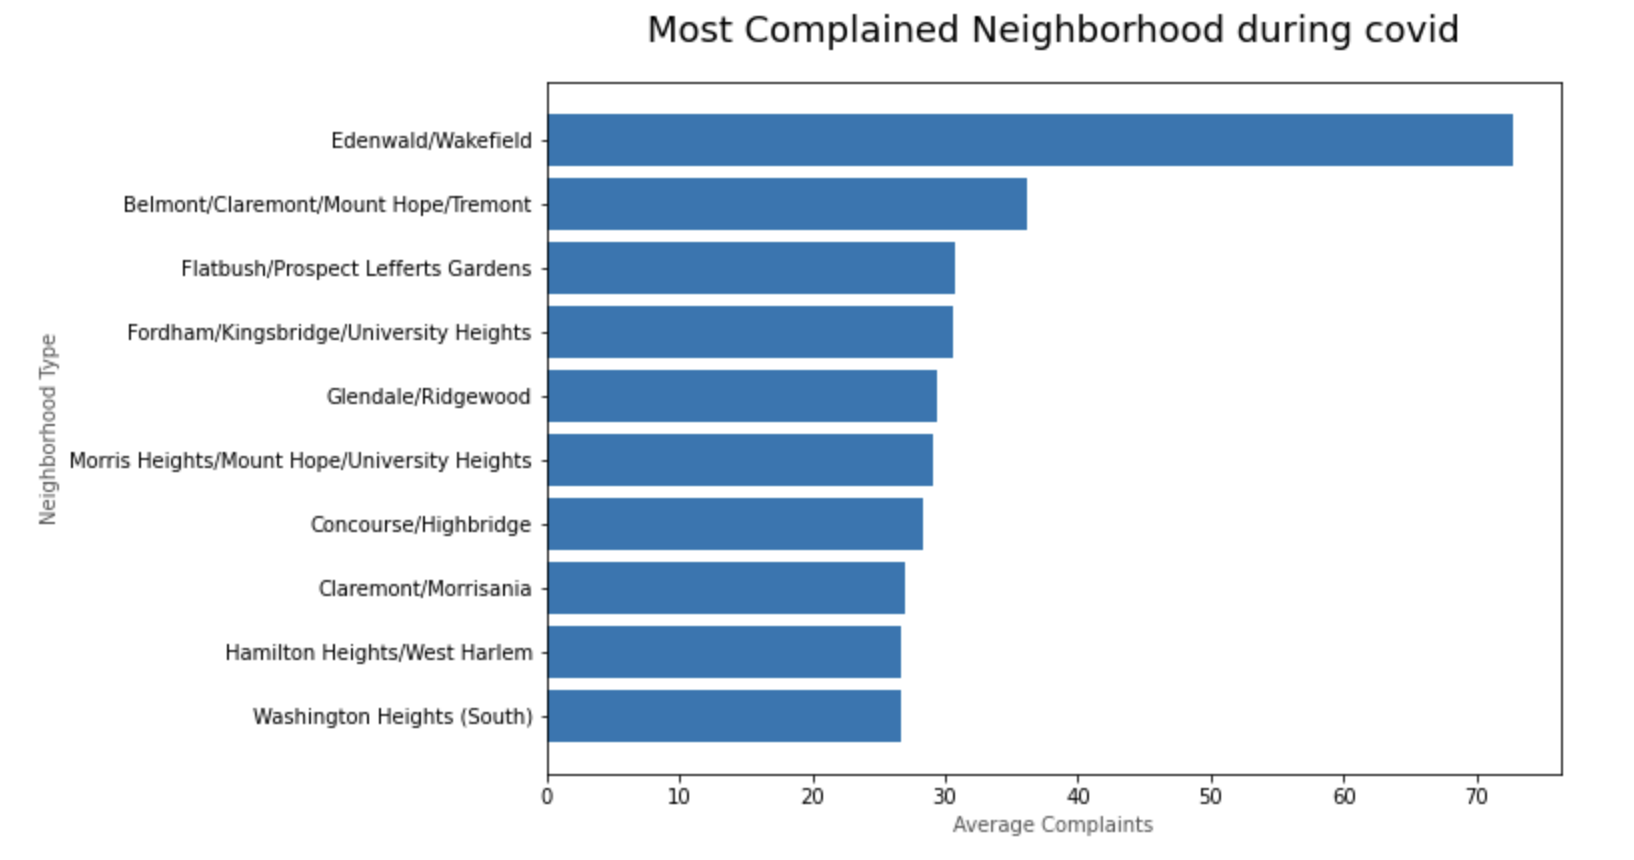 Most Complained Neighborhood during covid
Edenwald/Wakefield
Belmont/Claremont/Mount Hope/Tremont
Flatbush/Prospect Lefferts Gardens
Fordham/Kingsbridge/University Heights
Glendale/Ridgewood
Morris Heights/Mount Hope/University Heights
Concourse/Highbridge
Claremont/Morrisania
Hamilton Heights/West Harlem
Washington Heights (South)
Neighborhood Type
0 10 20 30 40 50 60 70
Average Complaints